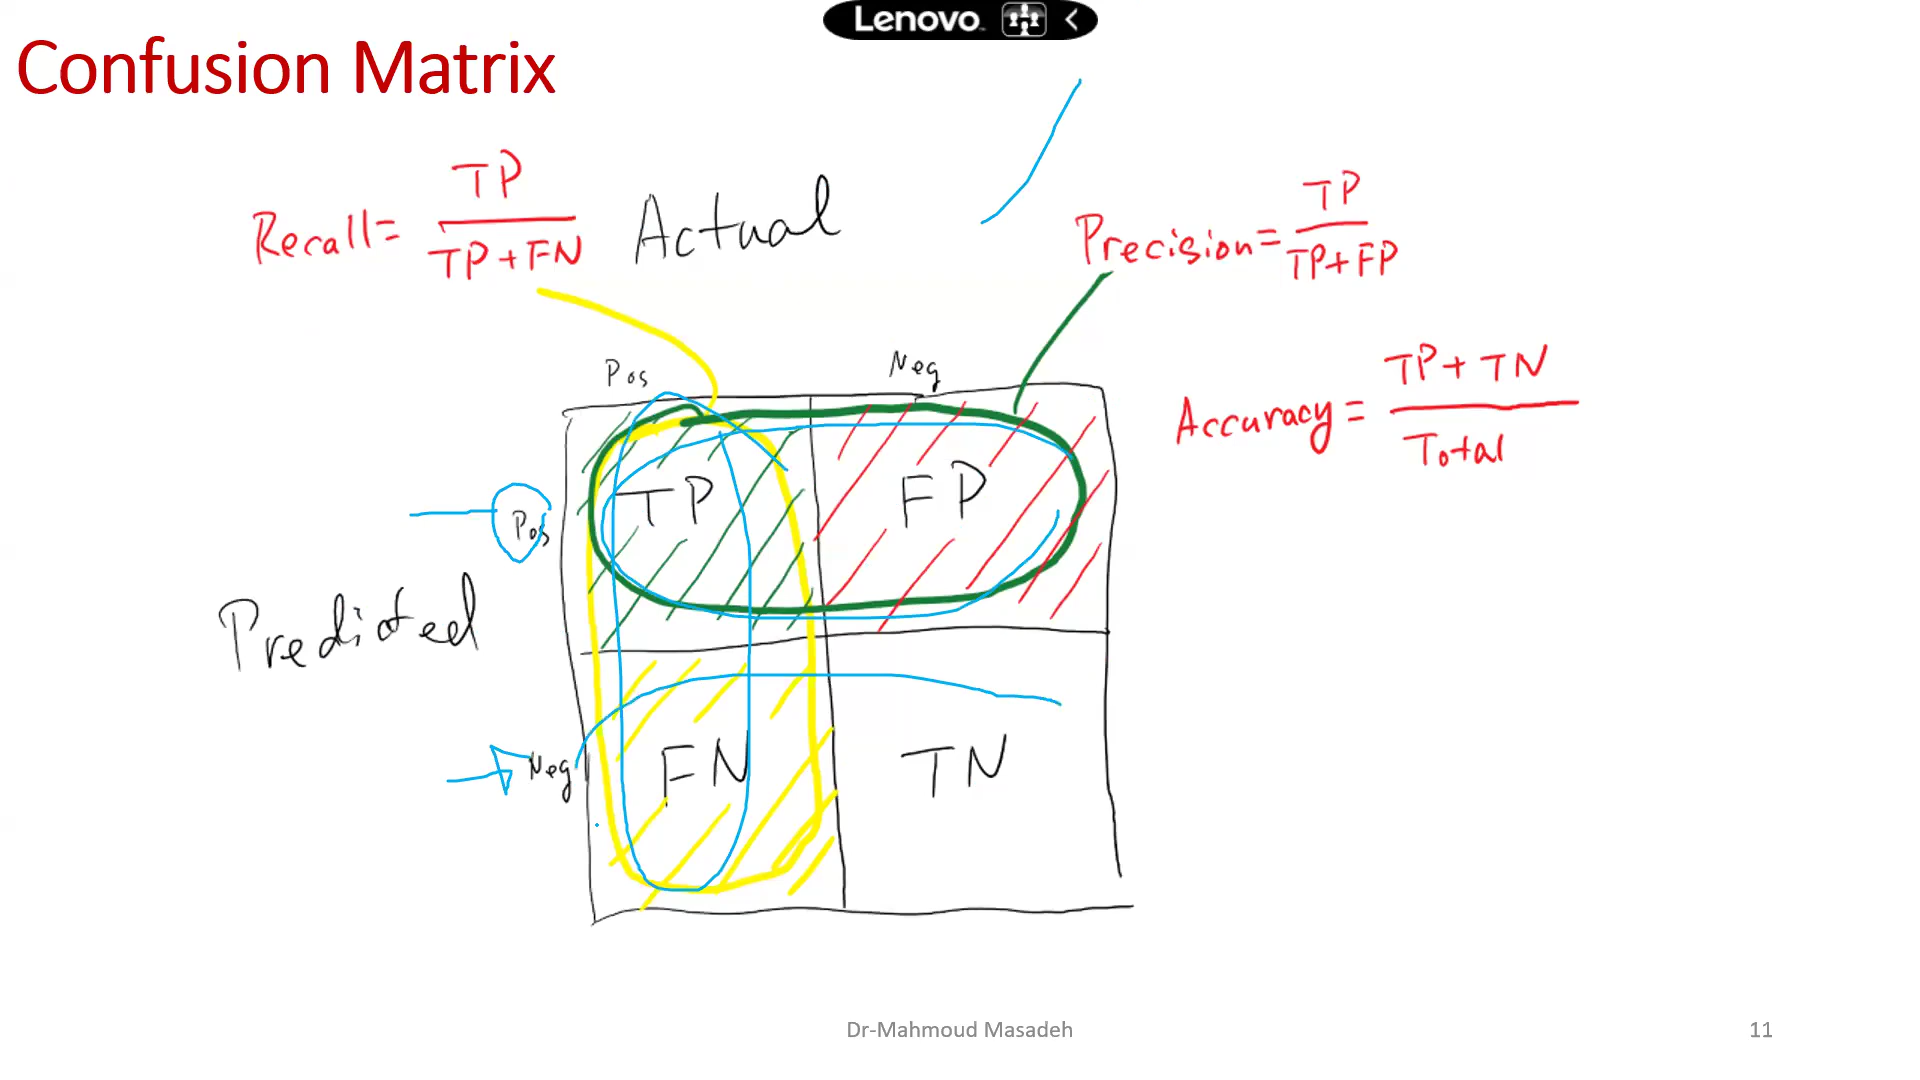 Lenovo
Confusion Matrix
Recall = TP / TP + FN
Actual
Precision = TP / TP + FP
Accuracy = TP + TN / Total
Pos Neg
Pos TP FP
Predicted
Neg FN TN
Dr-Mahmoud Masadeh
11